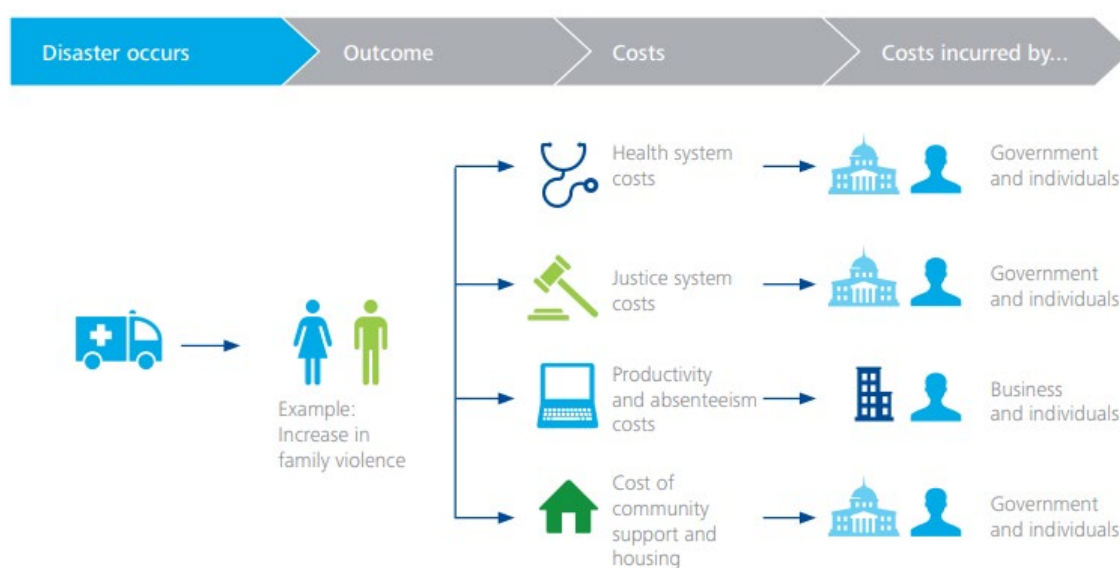 Disaster occurs
Outcome
Costs
Costs incurred by...
Health system
costs
Government
and individuals
Justice system
costs
Government
and individuals
Example:
Increase in
family violence
Productivity
and absenteeism
costs
Business
and individuals
Cost of
community
support and
housing
Government
and individuals